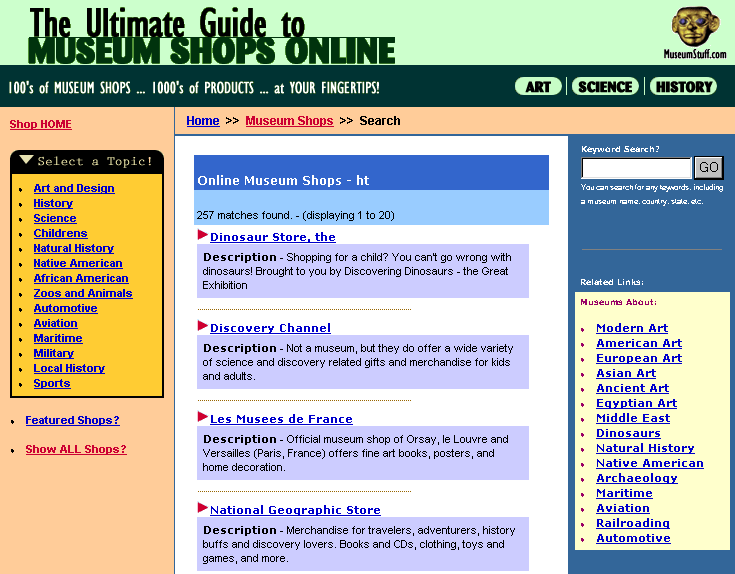 The Ultimate Guide to
MUSEUM SHOPS ONLINE
MuseumStuff.com
100's of MUSEUM SHOPS ... 1000's of PRODUCTS ... at YOUR FINGERTIPS!
ART | SCIENCE | HISTORY
Shop HOME
Home >> Museum Shops >> Search
Select a Topic!
Art and Design
History
Science
Childrens
Natural History
Native American
African American
Zoos and Animals
Automotive
Aviation
Maritime
Military
Local History
Sports
Featured Shops?
Show ALL Shops?
Online Museum Shops - ht
257 matches found. - (displaying 1 to 20)
Dinosaur Store, the
Description - Shopping for a child? You can't go wrong with
dinosaurs! Brought to you by Discovering Dinosaurs - the Great
Exhibition
Discovery Channel
Description - Not a museum, but they do offer a wide variety
of science and discovery related gifts and merchandise for kids
and adults.
Les Musees de France
Description - Official museum shop of Orsay, le Louvre and
Versailles (Paris, France) offers fine art books, posters, and
home decoration.
National Geographic Store
Description - Merchandise for travelers, adventurers, history
buffs and discovery lovers. Books and CDs, clothing, toys and
games, and more.
Keyword Search?
GO
You can search for any keywords, including
a museum name, country, state, etc.
Related Links:
Museums About:
Modern Art
American Art
European Art
Asian Art
Ancient Art
Egyptian Art
Middle East
Dinosaurs
Natural History
Native American
Archaeology
Maritime
Aviation
Railroading
Automotive